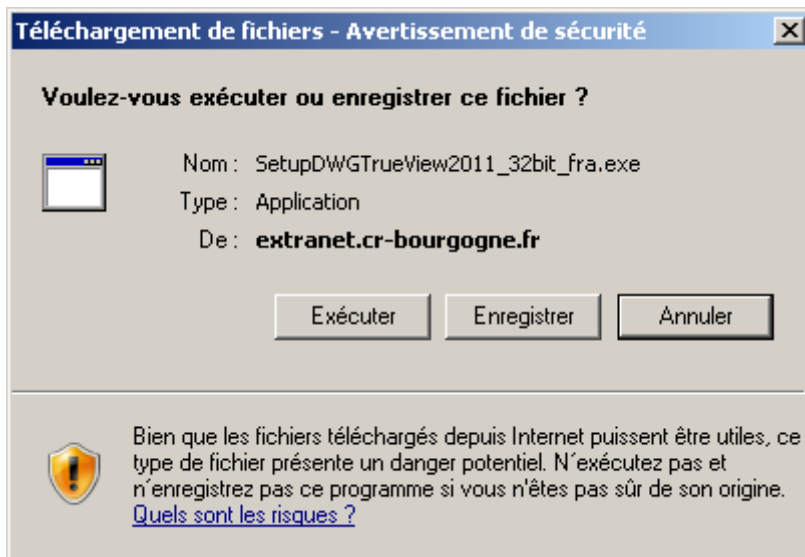 Téléchargement de fichiers - Avertissement de sécurité
Voulez-vous exécuter ou enregistrer ce fichier ?
Nom : SetupDWGTrueView2011_32bit_fra.exe
Type : Application
De : extranet.cr-bourgogne.fr
Exécuter Enregistrer Annuler
Bien que les fichiers téléchargés depuis Internet puissent être utiles, ce
type de fichier présente un danger potentiel. N´exécutez pas et
n´enregistrez pas ce programme si vous n'êtes pas sûr de son origine.
Quels sont les risques ?